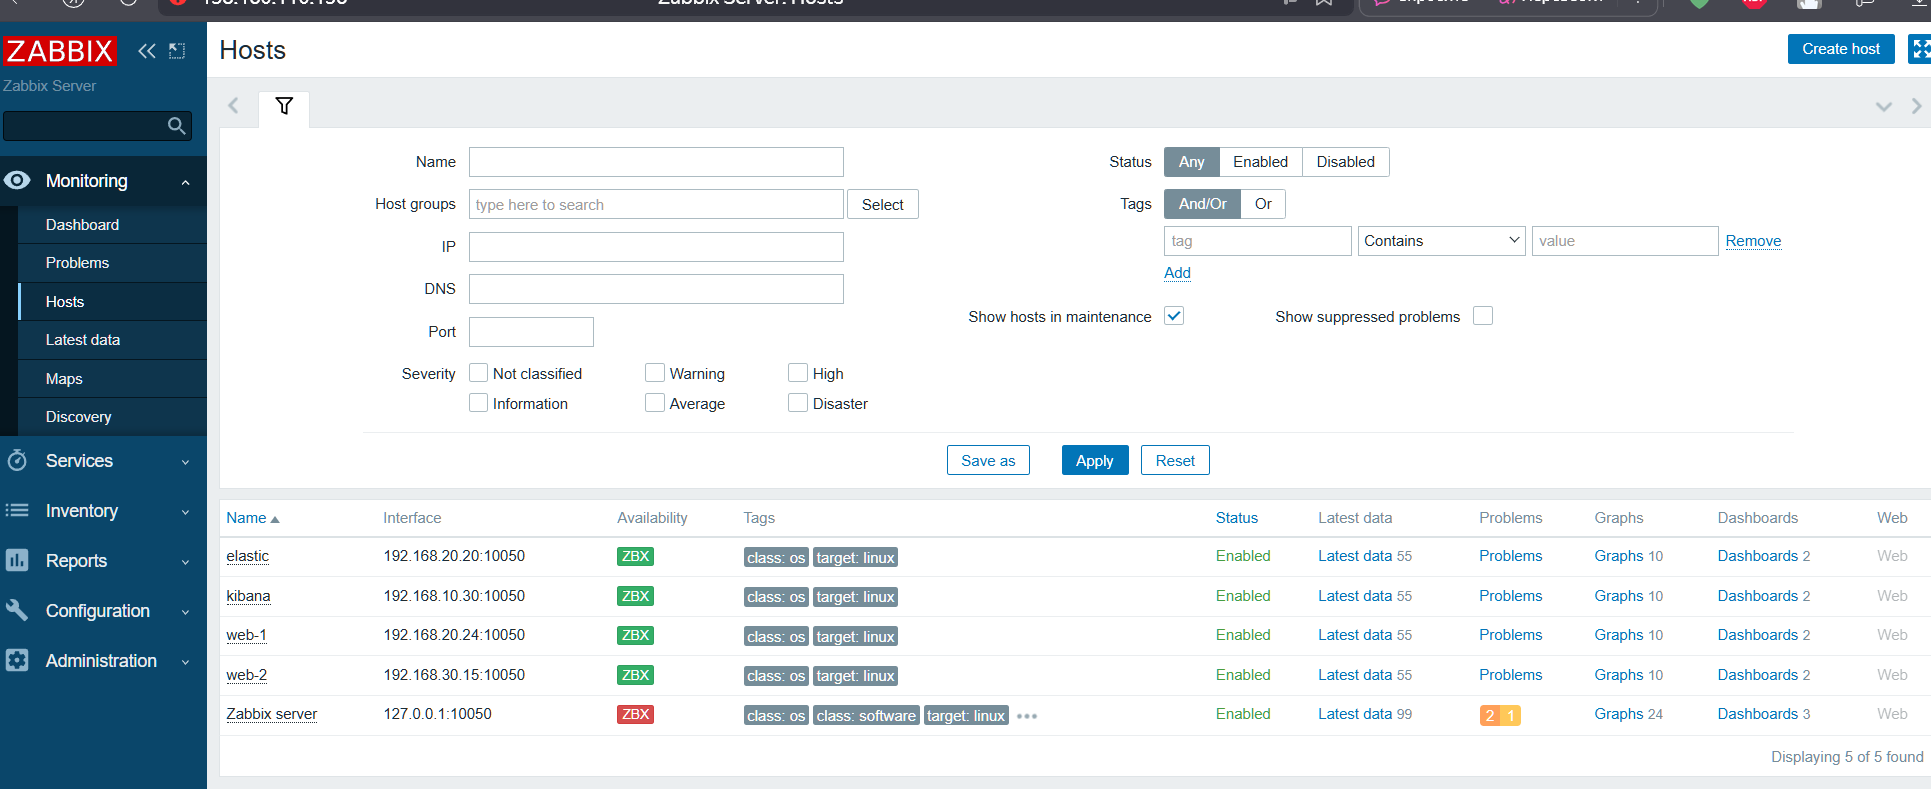 Zabbix Server: Hosts
ZABBIX
Zabbix Server
Monitoring
Dashboard
Problems
Hosts
Latest data
Maps
Discovery
Services
Inventory
Reports
Configuration
Administration
Hosts
Create host
Name
Host groups type here to search Select
IP
DNS
Port
Severity Not classified Warning High
Information Average Disaster
Status Any Enabled Disabled
Tags And/Or Or
tag Contains value Remove
Add
Show hosts in maintenance Show suppressed problems
Save as Apply Reset
Name Interface Availability Tags Status Latest data Problems Graphs Dashboards Web
elastic 192.168.20.20:10050 ZBX class: os target: linux Enabled Latest data 55 Problems Graphs 10 Dashboards 2 Web
kibana 192.168.10.30:10050 ZBX class: os target: linux Enabled Latest data 55 Problems Graphs 10 Dashboards 2 Web
web-1 192.168.20.24:10050 ZBX class: os target: linux Enabled Latest data 55 Problems Graphs 10 Dashboards 2 Web
web-2 192.168.30.15:10050 ZBX class: os target: linux Enabled Latest data 55 Problems Graphs 10 Dashboards 2 Web
Zabbix server 127.0.0.1:10050 ZBX class: os class: software target: linux ••• Enabled Latest data 99 2 1 Graphs 24 Dashboards 3 Web
Displaying 5 of 5 found